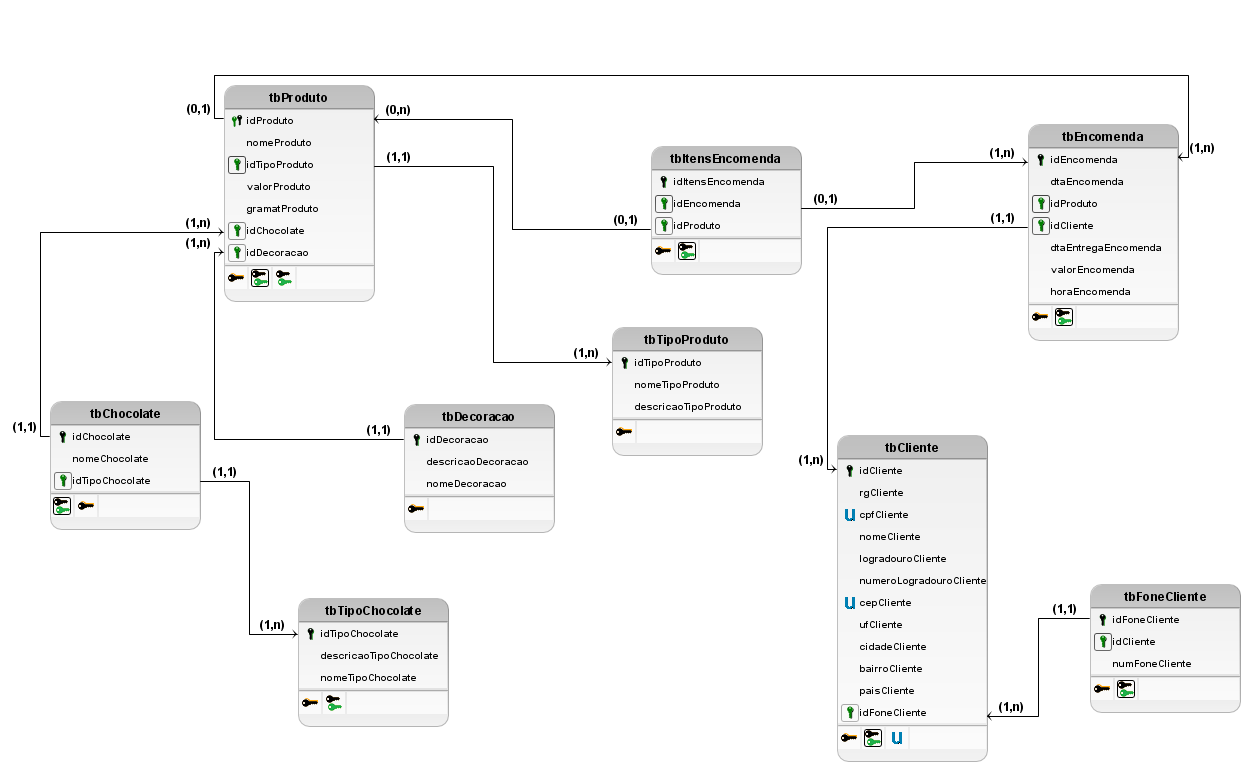 tbProduto
idProduto
nomeProduto
idTipoProduto
valorProduto
gramatProduto
idChocolate
idDecoracao
(0,1)
(0,n)
(1,1)
(1,n)
(1,n)
tbItensEncomenda
idItensEncomenda
idEncomenda
idProduto
(0,1)
(0,1)
tbEncomenda
idEncomenda
dtaEncomenda
idProduto
idCliente
dtaEntregaEncomenda
valorEncomenda
horaEncomenda
(1,n)
(1,n)
(1,1)
tbTipoProduto
idTipoProduto
nomeTipoProduto
descricaoTipoProduto
(1,n)
tbChocolate
idChocolate
nomeChocolate
idTipoChocolate
(1,1)
(1,1)
tbDecoracao
idDecoracao
descricaoDecoracao
nomeDecoracao
(1,1)
tbCliente
idCliente
rgCliente
u cpfCliente
nomeCliente
logradouroCliente
numeroLogradouroCliente
u cepCliente
ufCliente
cidadeCliente
bairroCliente
paisCliente
idFoneCliente
u
(1,n)
(1,n)
tbTipoChocolate
idTipoChocolate
descricaoTipoChocolate
nomeTipoChocolate
(1,n)
tbFoneCliente
idFoneCliente
idCliente
numFoneCliente
(1,1)